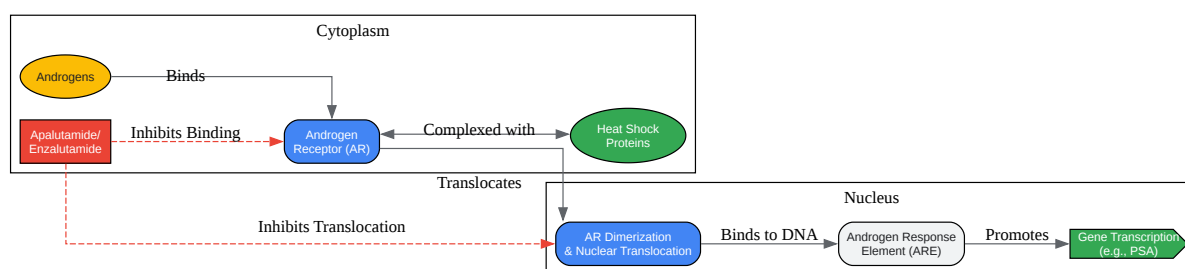 Cytoplasm
Androgens
Binds
Apalutamide/
Enzalutamide
Inhibits Binding
Androgen
Receptor (AR)
Complexed with
Heat Shock
Proteins
Translocates
Nucleus
Inhibits Translocation
AR Dimerization
& Nuclear Translocation
Binds to DNA
Androgen Response
Element (ARE)
Promotes
Gene Transcription
(e.g., PSA)